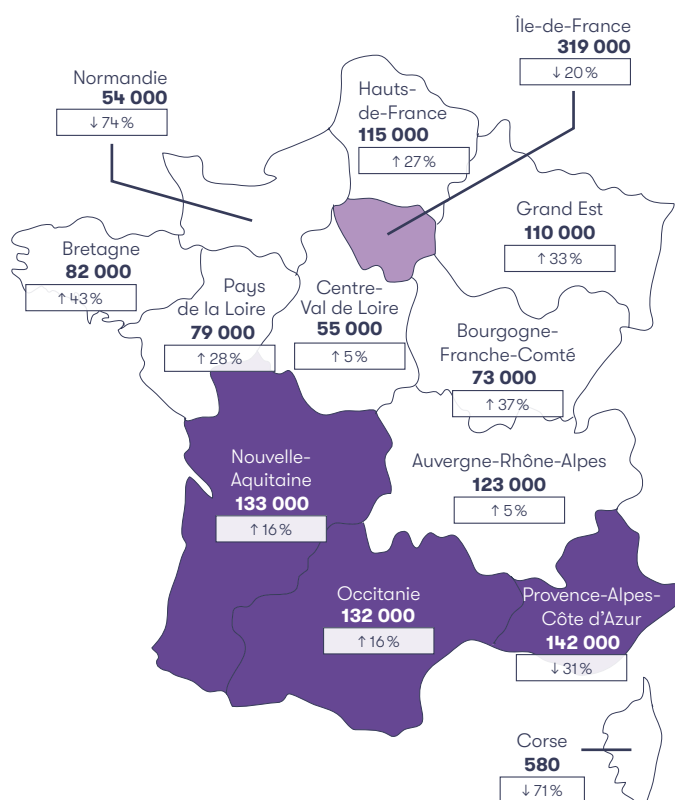 Île-de-France
319 000
↓ 20 %
Normandie
54 000
↓ 74 %
Hauts-
de-France
115 000
↑ 27 %
Grand Est
110 000
↑ 33 %
Bretagne
82 000
↑ 43 %
Pays
de la Loire
79 000
↑ 28 %
Centre-
Val de Loire
55 000
↑ 5 %
Bourgogne-
Franche-Comté
73 000
↑ 37 %
Nouvelle-
Aquitaine
133 000
↑ 16 %
Auvergne-Rhône-Alpes
123 000
↑ 5 %
Occitanie
132 000
↑ 16 %
Provence-Alpes-
Côte d’Azur
142 000
↓ 31 %
Corse
580
↓ 71 %